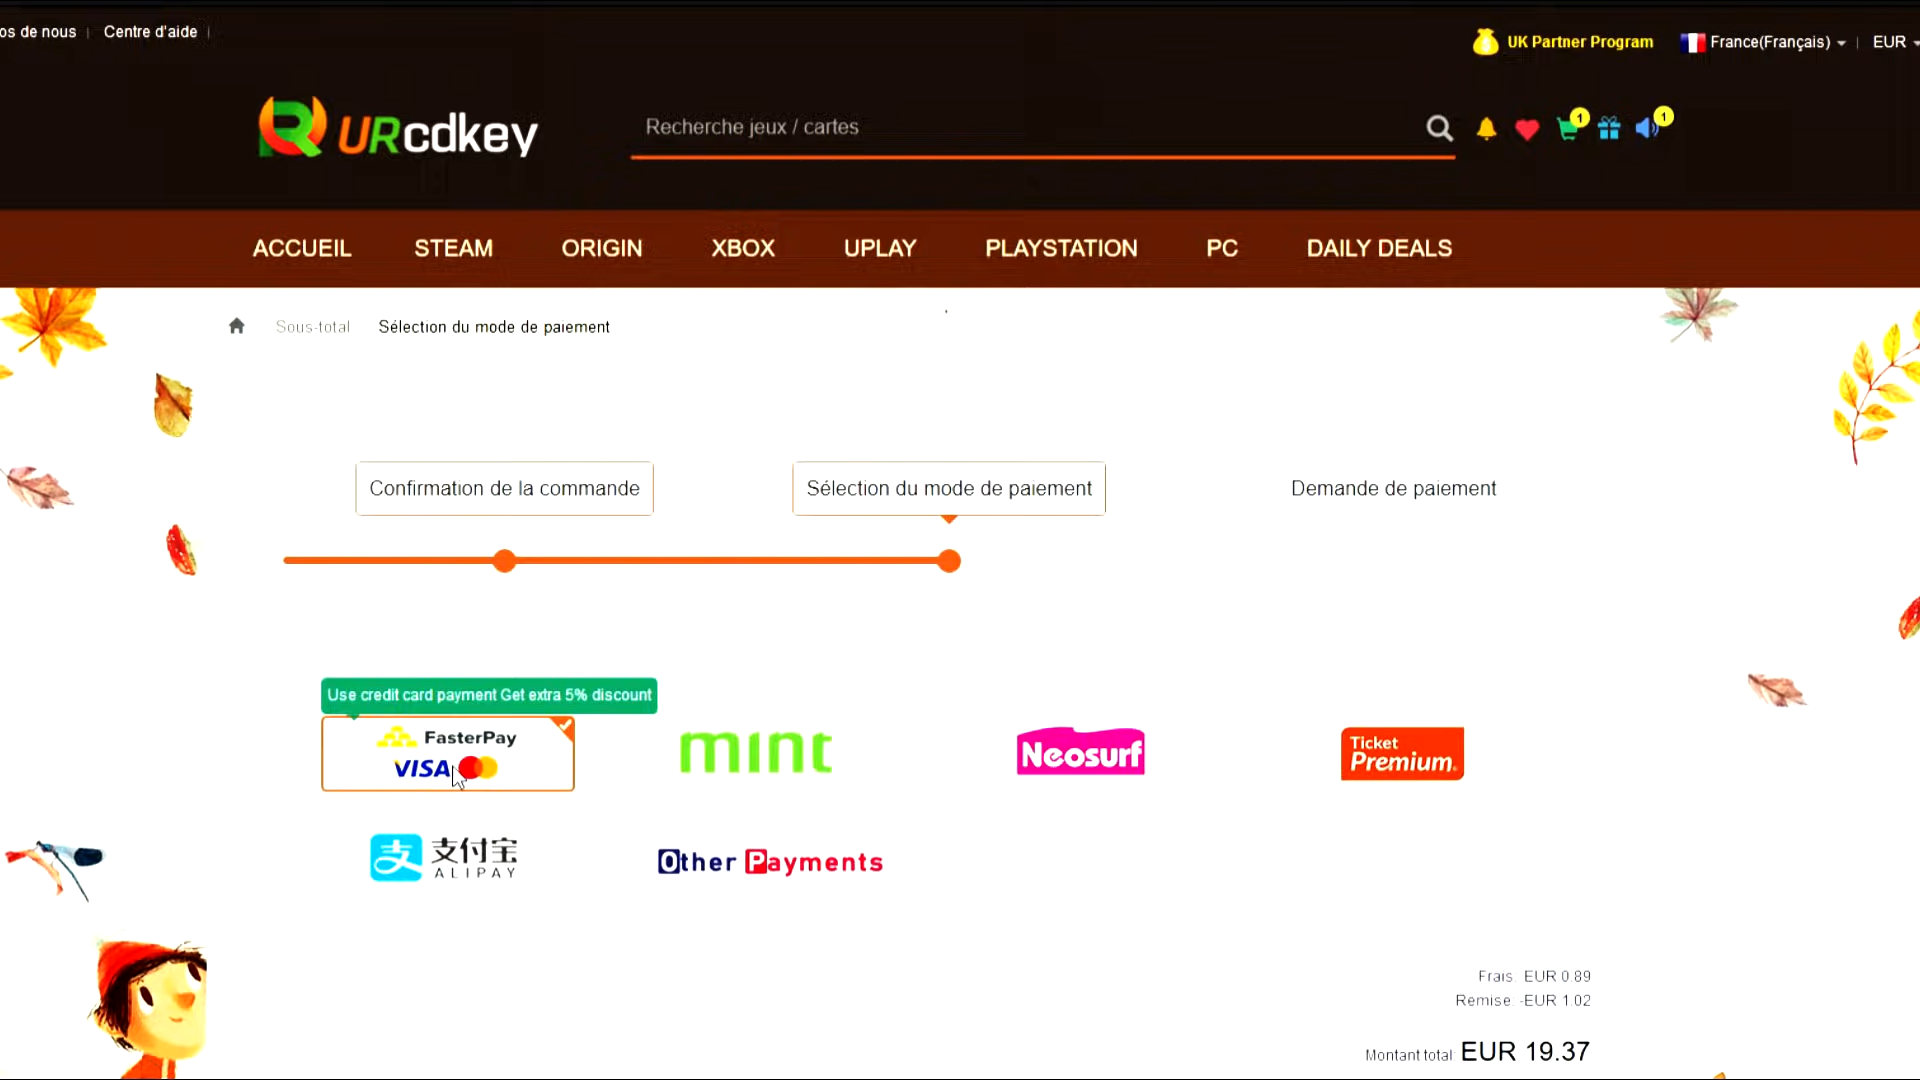 os de nous | Centre d'aide |
UK Partner Program
France(Français) | EUR
URcdkey
Recherche jeux / cartes
1
1
ACCUEIL STEAM ORIGIN XBOX UPLAY PLAYSTATION PC DAILY DEALS
Sous-total Sélection du mode de paiement
Confirmation de la commande
Sélection du mode de paiement
Demande de paiement
Use credit card payment Get extra 5% discount
FasterPay
VISA
mint
Neosurf
Ticket
Premium.
支 支付宝
ALIPAY
Other Payments
Frais. EUR 0.89
Remise. -EUR 1.02
Montant total EUR 19.37